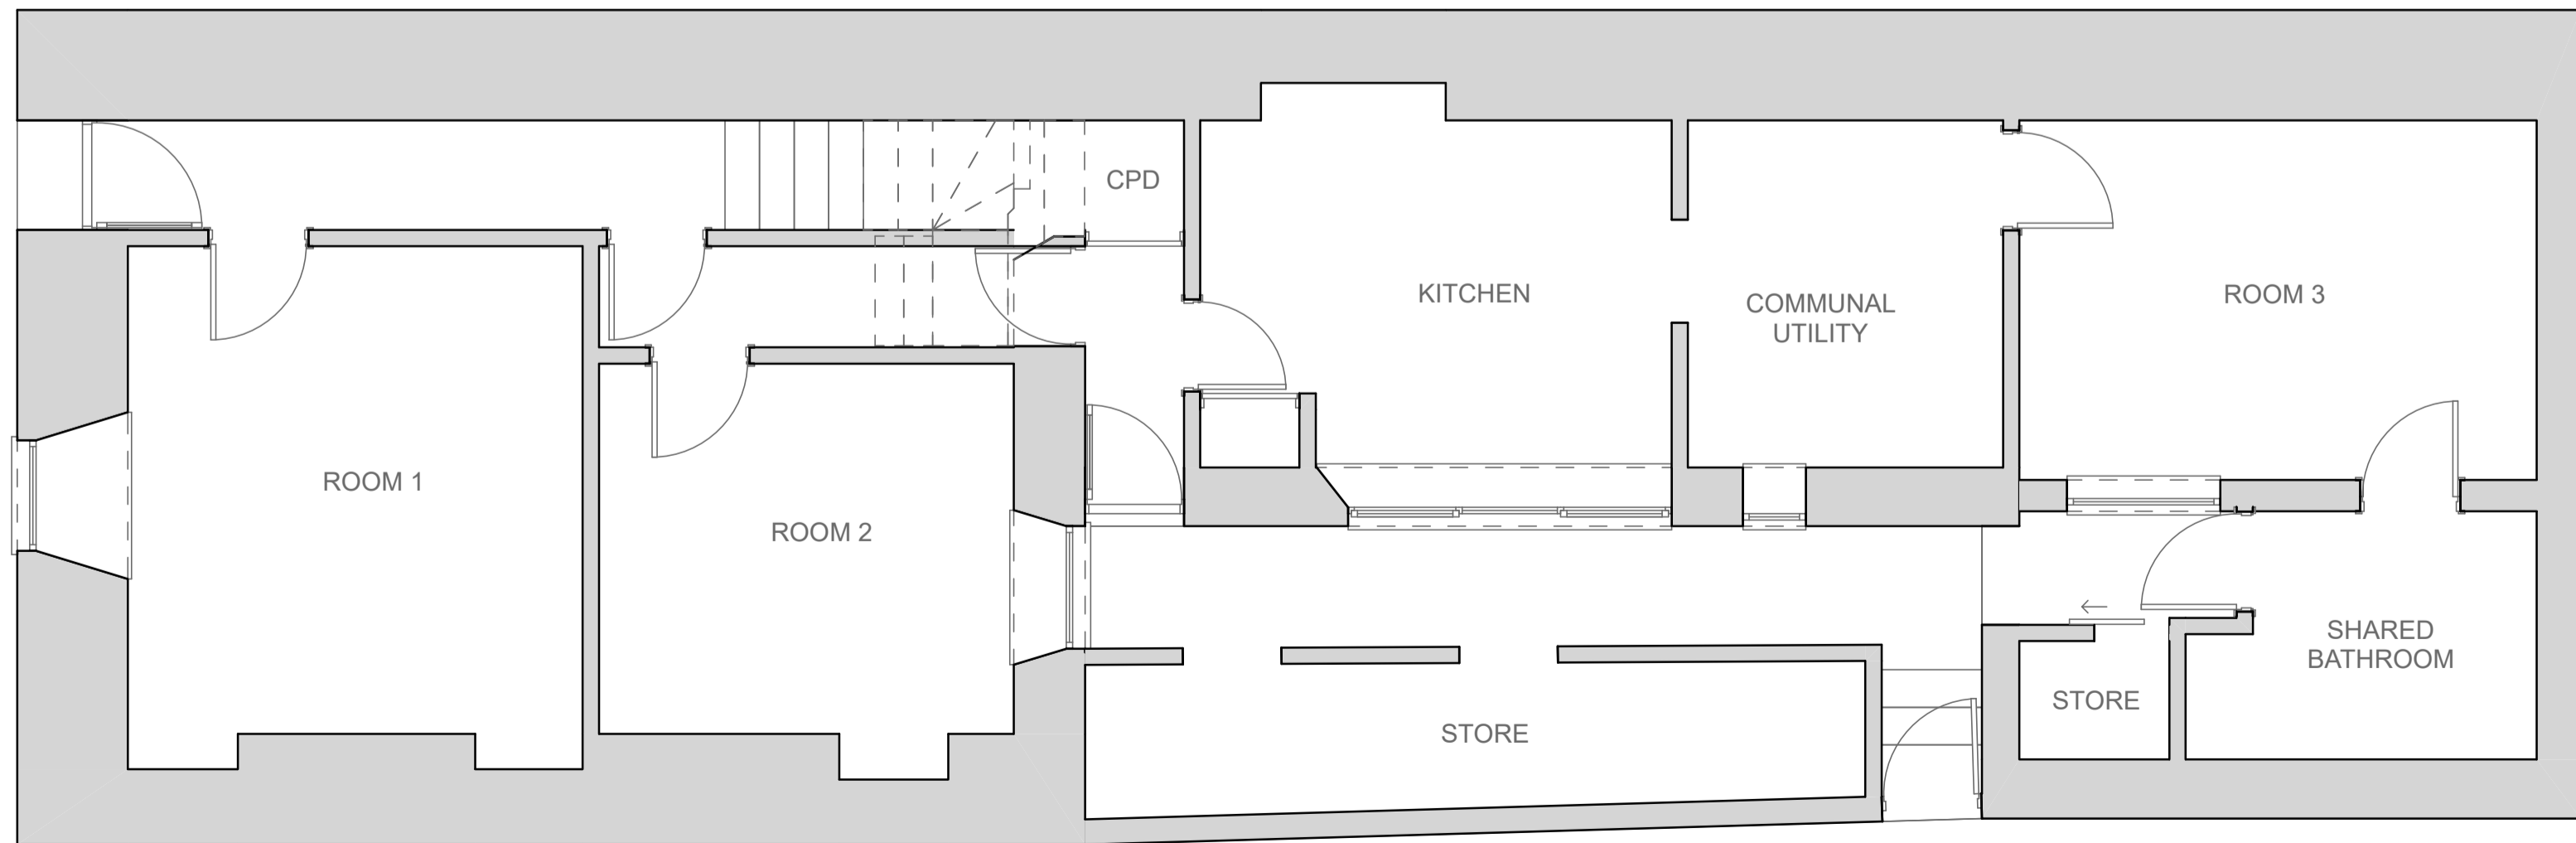 CPD
KITCHEN
COMMUNAL
UTILITY
ROOM 3
ROOM 1
ROOM 2
SHARED
BATHROOM
STORE
STORE